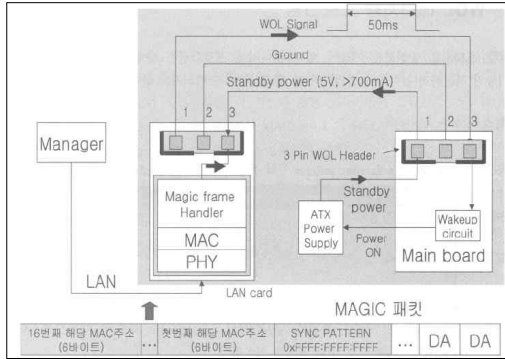 WOL Signal
50ms
Ground
Standby power (5V, >700mA)
1 2 3
1 2 3
Manager
3 Pin WOL Header
Magic frame
Handler
MAC
PHY
Standby
power
ATX
Power
Supply
Power
ON
Wakeup
circuit
Main board
LAN
LAN card
MAGIC 패킷
16번째 해당 MAC주소
(6바이트)
...
첫번째 해당 MAC주소
(6바이트)
SYNC PATTERN
0xFFFF:FFFF:FFFF
...
DA
DA